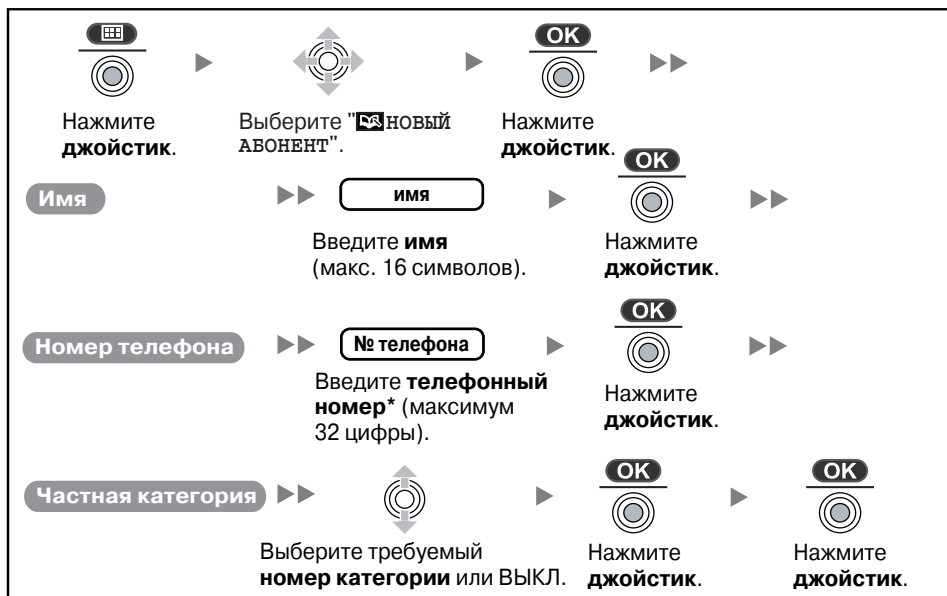 OK
Нажмите
джойстик.
Выберите "НОВЫЙ
АБОНЕНТ".
Нажмите
джойстик.
Имя
имя
Введите имя
(макс. 16 символов).
OK
Нажмите
джойстик.
Номер телефона
№ телефона
Введите телефонный
номер* (максимум
32 цифры).
OK
Нажмите
джойстик.
Частная категория
Выберите требуемый
номер категории или ВЫКЛ.
OK
Нажмите
джойстик.
OK
Нажмите
джойстик.